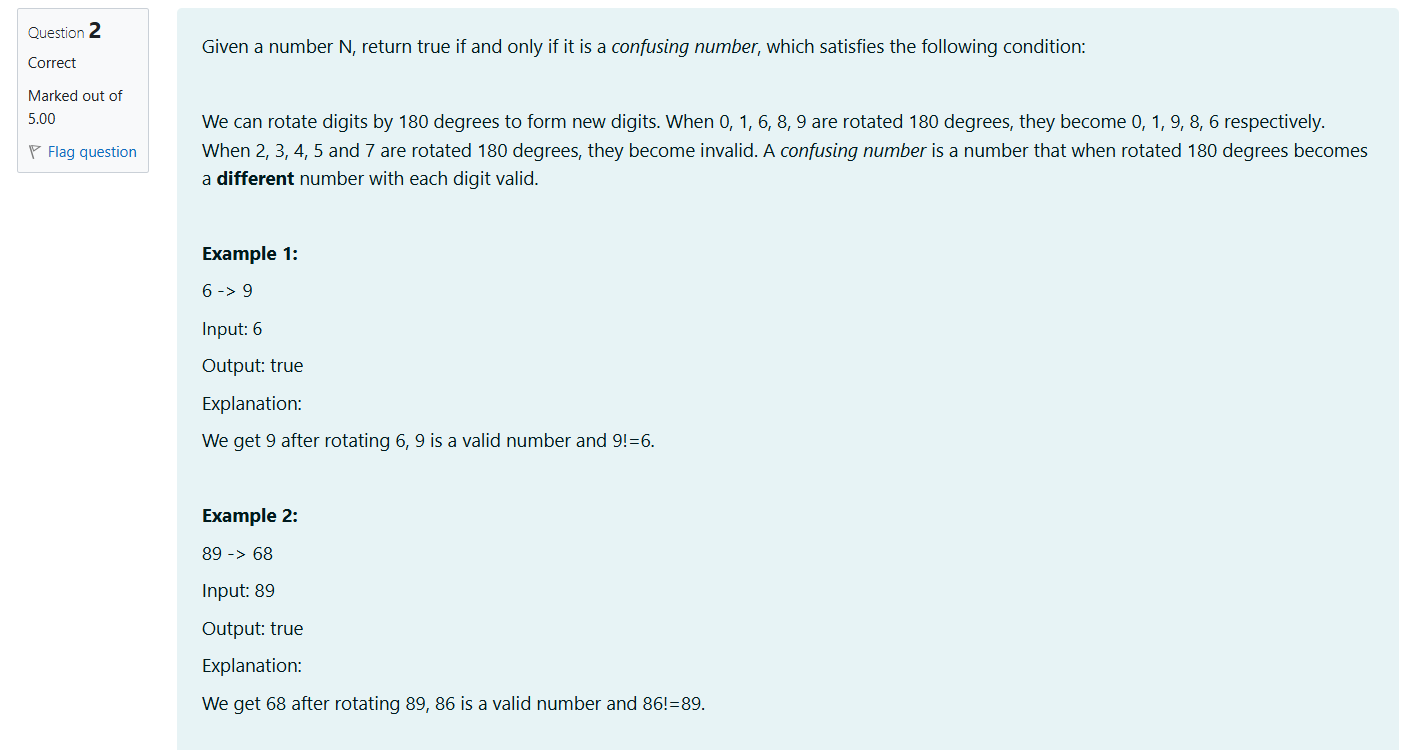 Question 2
Correct
Marked out of
5.00
Flag question
Given a number N, return true if and only if it is a confusing number, which satisfies the following condition:
We can rotate digits by 180 degrees to form new digits. When 0, 1, 6, 8, 9 are rotated 180 degrees, they become 0, 1, 9, 8, 6 respectively.
When 2, 3, 4, 5 and 7 are rotated 180 degrees, they become invalid. A confusing number is a number that when rotated 180 degrees becomes
a different number with each digit valid.
Example 1:
6 -> 9
Input: 6
Output: true
Explanation:
We get 9 after rotating 6, 9 is a valid number and 9!=6.
Example 2:
89 -> 68
Input: 89
Output: true
Explanation:
We get 68 after rotating 89, 86 is a valid number and 86!=89.